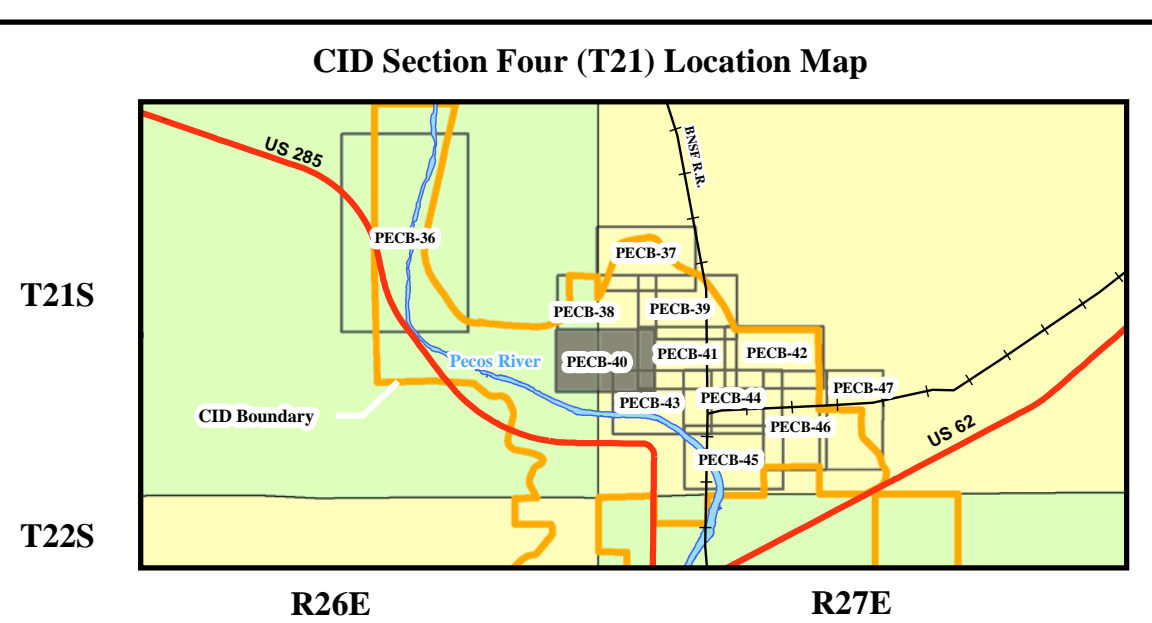 CID Section Four (T21) Location Map
US 285
BNSF R.R.
PECB-36
PECB-37
T21S
PECB-38
PECB-39
PECB-40
PECB-41
PECB-42
Pecos River
PECB-47
PECB-44
PECB-43
CID Boundary
PECB-46
US 62
PECB-45
T22S
R26E
R27E